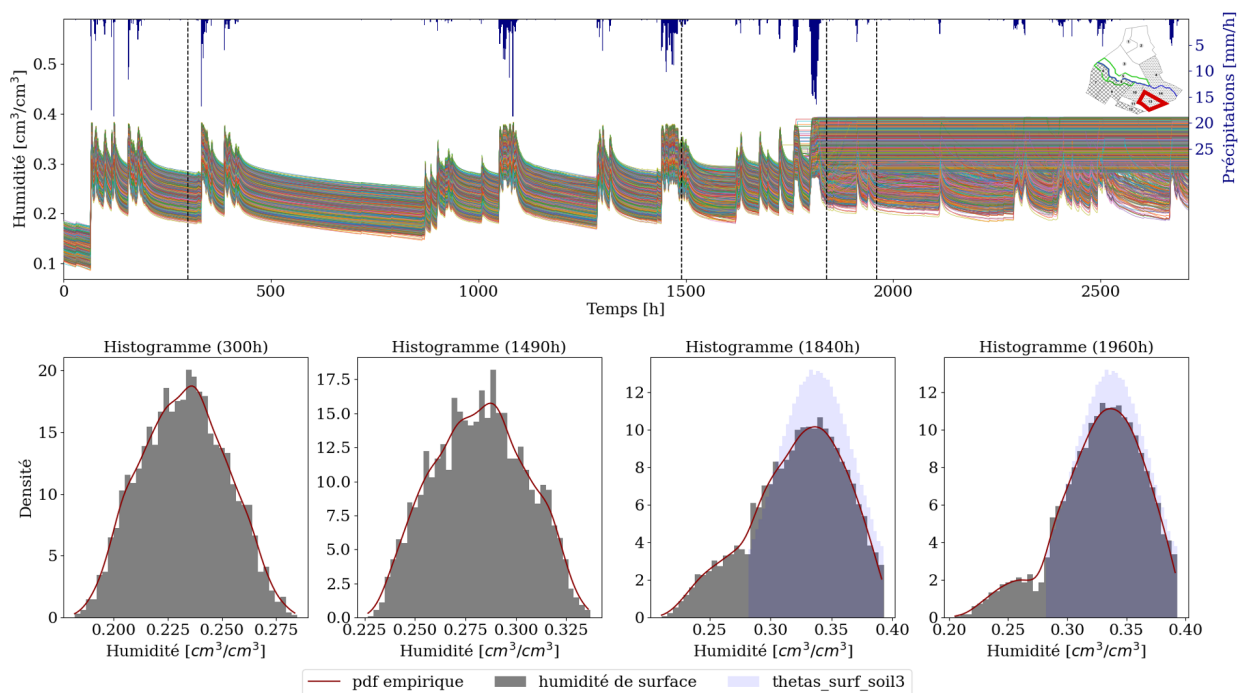 0.5
0.4
0.3
0.2
0.1
Humidité [cm³/cm³]
5
10
15
20
25
Précipitations [mm/h]
0 500 1000 1500 2000 2500
Temps [h]
Histogramme (300h)
Histogramme (1490h)
Histogramme (1840h)
Histogramme (1960h)
Densité
20
15
10
5
0
0.200 0.225 0.250 0.275
Humidité [cm³/cm³]
17.5
15.0
12.5
10.0
7.5
5.0
2.5
0.0
0.225 0.250 0.275 0.300 0.325
Humidité [cm³/cm³]
12
10
8
6
4
2
0
0.25 0.30 0.35 0.40
Humidité [cm³/cm³]
12
10
8
6
4
2
0
0.20 0.25 0.30 0.35 0.40
Humidité [cm³/cm³]
pdf empirique humidité de surface thetas_surf_soil3